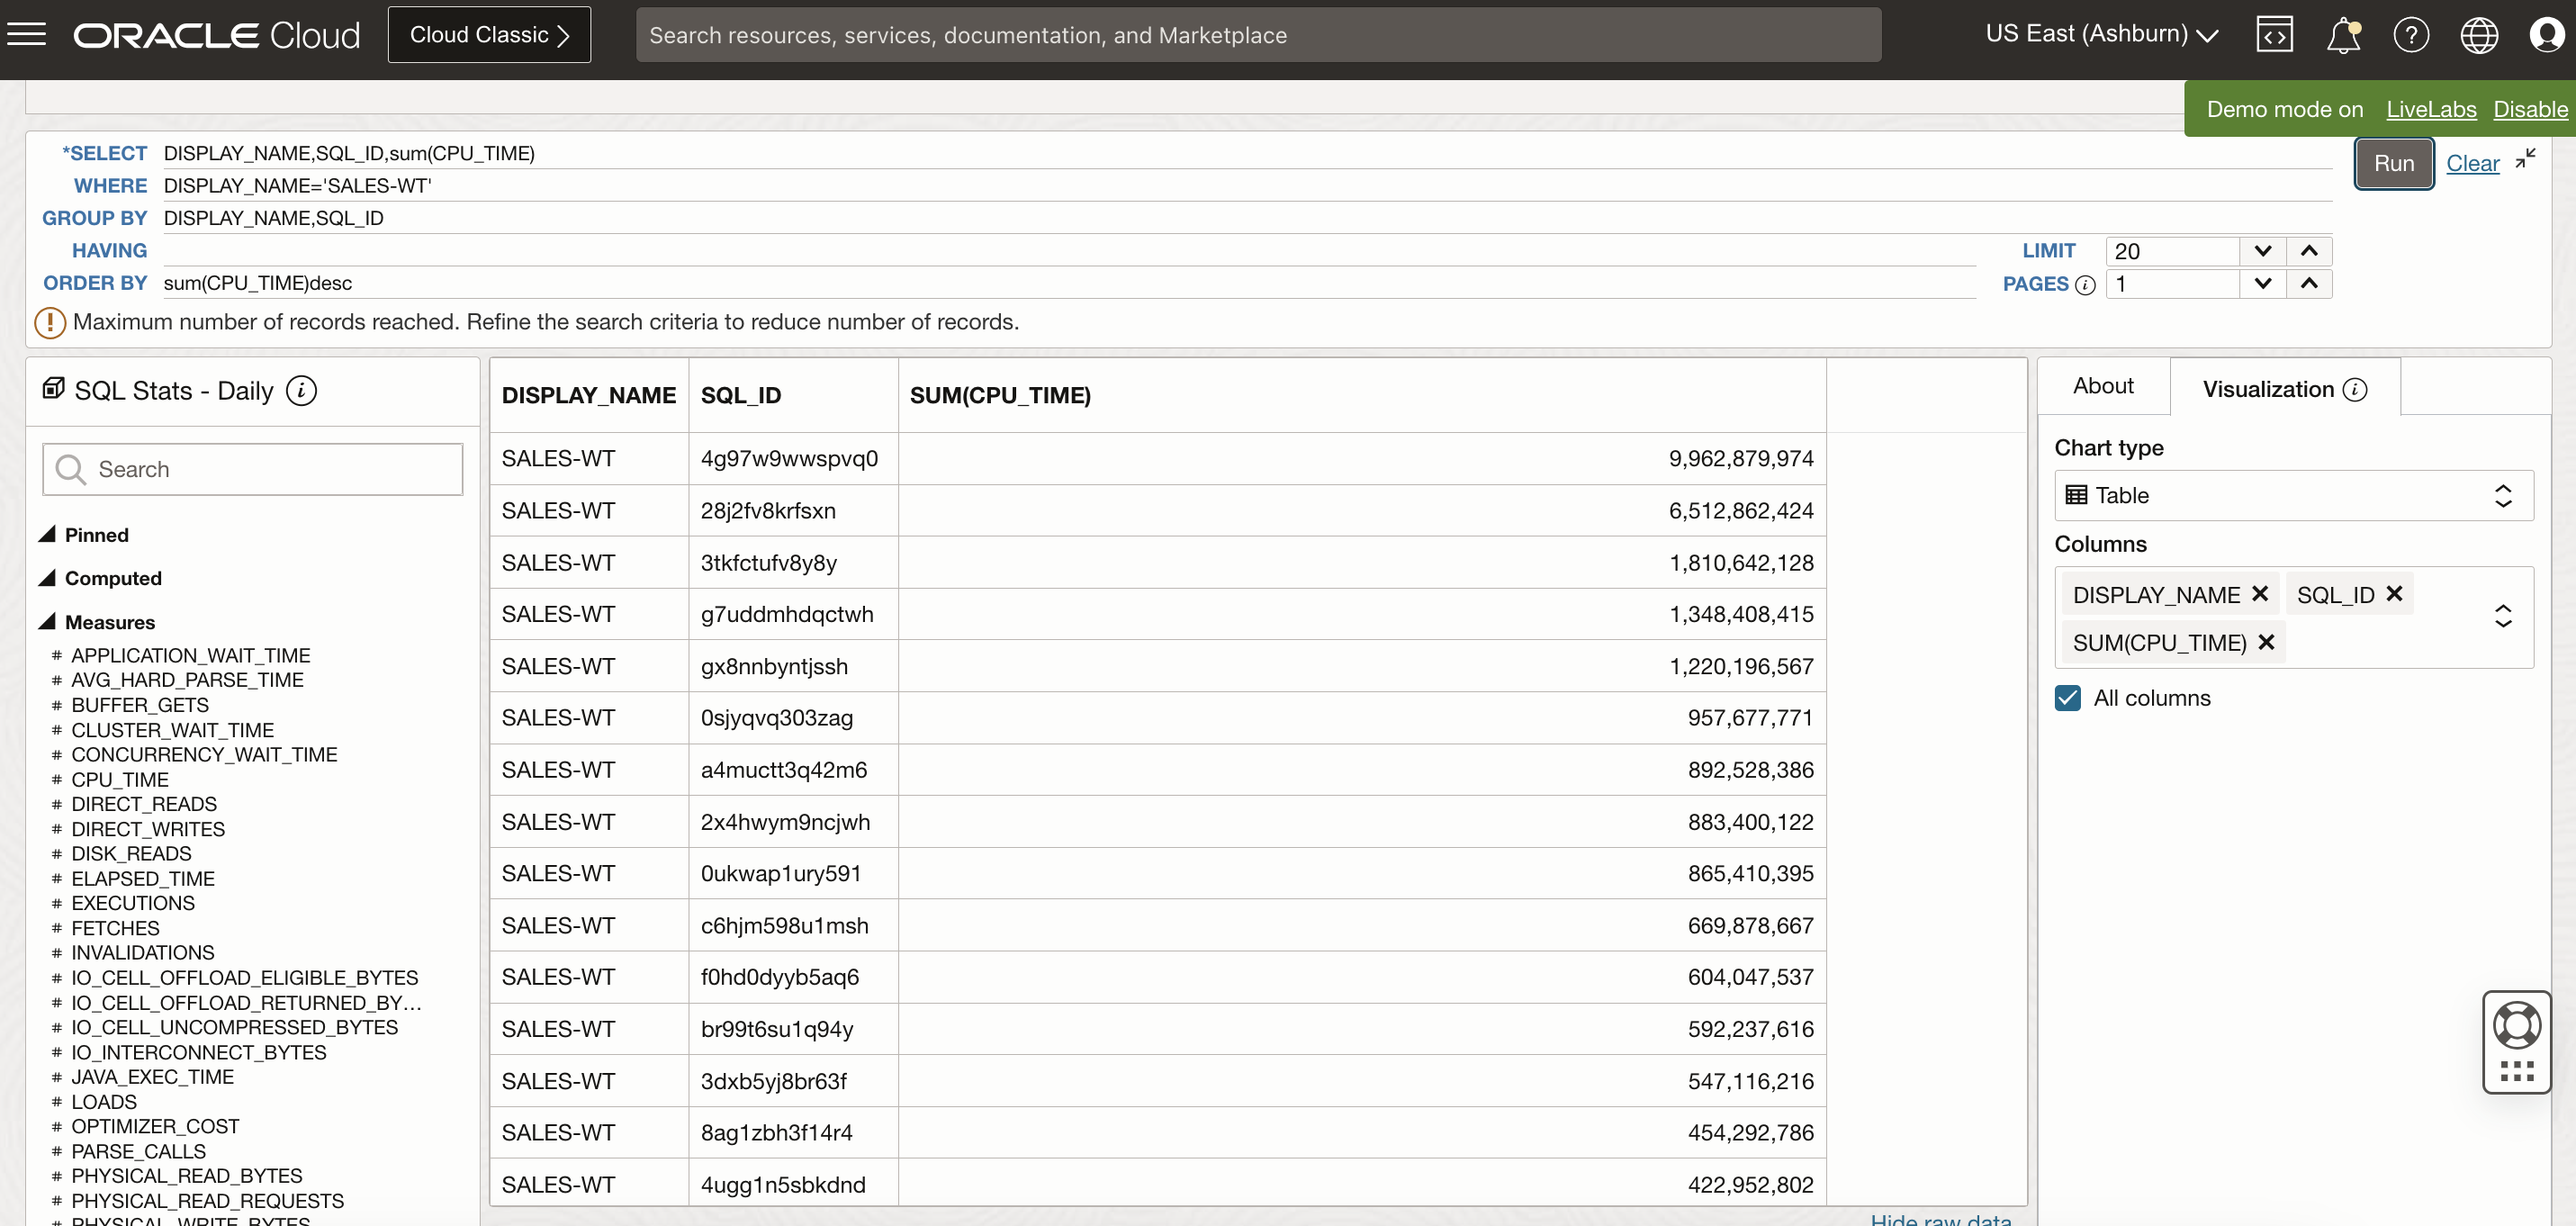 ORACLE Cloud
Cloud Classic
Search resources, services, documentation, and Marketplace
US East (Ashburn)
Demo mode on LiveLabs Disable
*SELECT DISPLAY_NAME,SQL_ID,sum(CPU_TIME)
Run Clear
WHERE DISPLAY_NAME='SALES-WT'
GROUP BY DISPLAY_NAME,SQL_ID
HAVING
LIMIT 20
ORDER BY sum(CPU_TIME)desc
PAGES 1
Maximum number of records reached. Refine the search criteria to reduce number of records.
SQL Stats - Daily
Search
Pinned
Computed
Measures
# APPLICATION_WAIT_TIME
# AVG_HARD_PARSE_TIME
# BUFFER_GETS
# CLUSTER_WAIT_TIME
# CONCURRENCY_WAIT_TIME
# CPU_TIME
# DIRECT_READS
# DIRECT_WRITES
# DISK_READS
# ELAPSED_TIME
# EXECUTIONS
# FETCHES
# INVALIDATIONS
# IO_CELL_OFFLOAD_ELIGIBLE_BYTES
# IO_CELL_OFFLOAD_RETURNED_BY...
# IO_CELL_UNCOMPRESSED_BYTES
# IO_INTERCONNECT_BYTES
# JAVA_EXEC_TIME
# LOADS
# OPTIMIZER_COST
# PARSE_CALLS
# PHYSICAL_READ_BYTES
# PHYSICAL_READ_REQUESTS
# PHYSICAL_WRITE_BYTES
DISPLAY_NAME SQL_ID SUM(CPU_TIME)
SALES-WT 4g97w9wwspvq0 9,962,879,974
SALES-WT 28j2fv8krfsxn 6,512,862,424
SALES-WT 3tkfctufv8y8y 1,810,642,128
SALES-WT g7uddmhdqctwh 1,348,408,415
SALES-WT gx8nnbyntjssh 1,220,196,567
SALES-WT 0sjyqvq303zag 957,677,771
SALES-WT a4muctt3q42m6 892,528,386
SALES-WT 2x4hwym9ncjwh 883,400,122
SALES-WT 0ukwap1ury591 865,410,395
SALES-WT c6hjm598u1msh 669,878,667
SALES-WT f0hd0dyyb5aq6 604,047,537
SALES-WT br99t6su1q94y 592,237,616
SALES-WT 3dxb5yj8br63f 547,116,216
SALES-WT 8ag1zbh3f14r4 454,292,786
SALES-WT 4ugg1n5sbkdnd 422,952,802
Hide raw data
About
Visualization
Chart type
Table
Columns
DISPLAY_NAME SQL_ID
SUM(CPU_TIME)
All columns